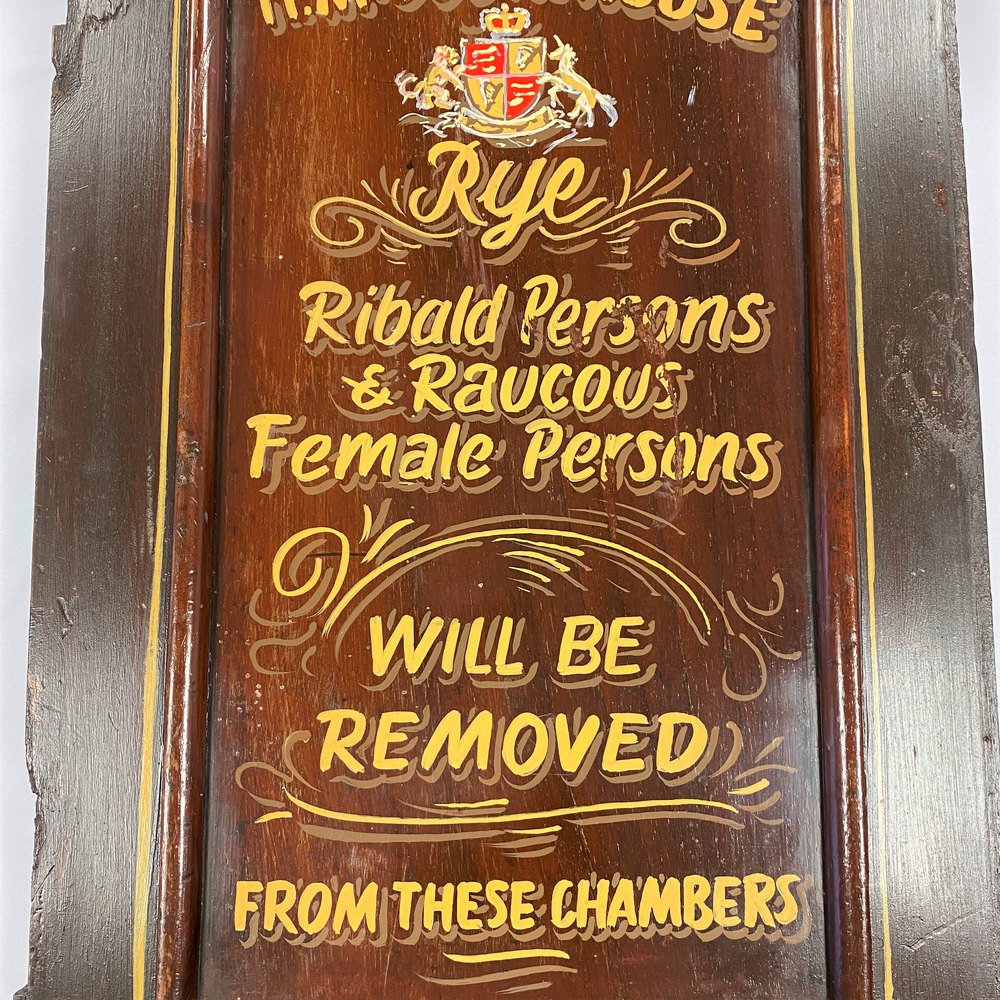 Rye
Ribald Persons
& Raucous
Female Persons
WILL BE
REMOVED
FROM THESE CHAMBERS